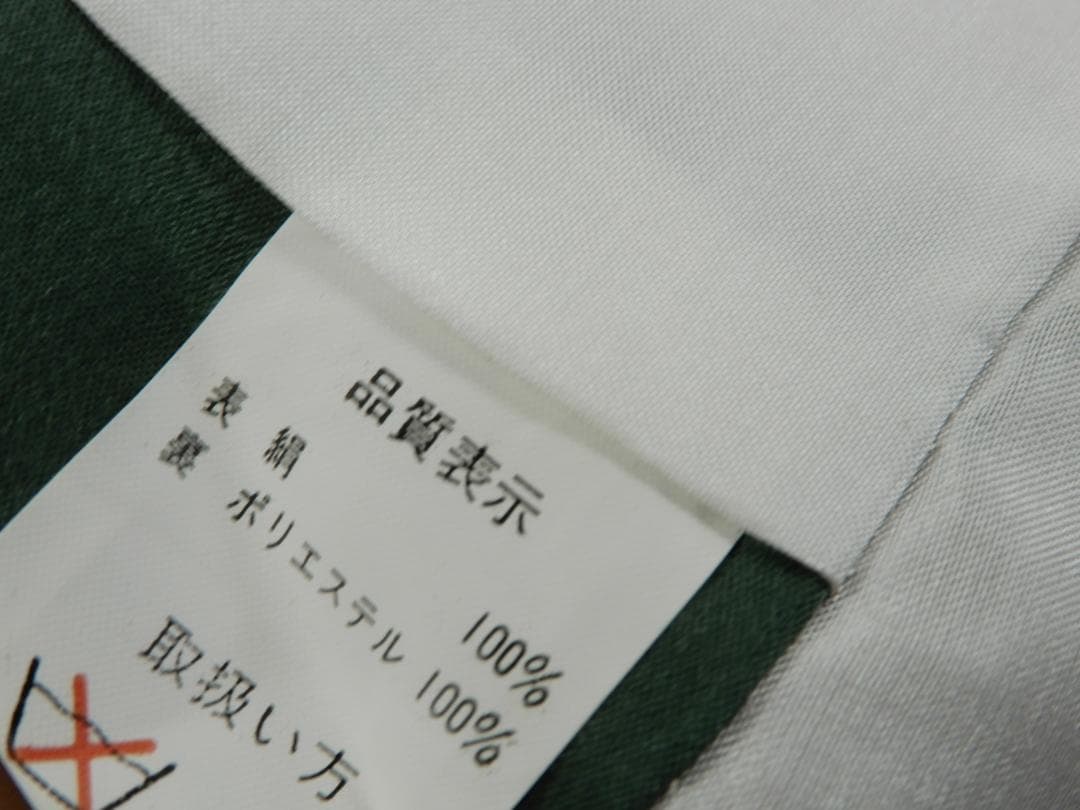 品質表示
表 絹 100%
裏 ポリエステル 100%
取扱い方